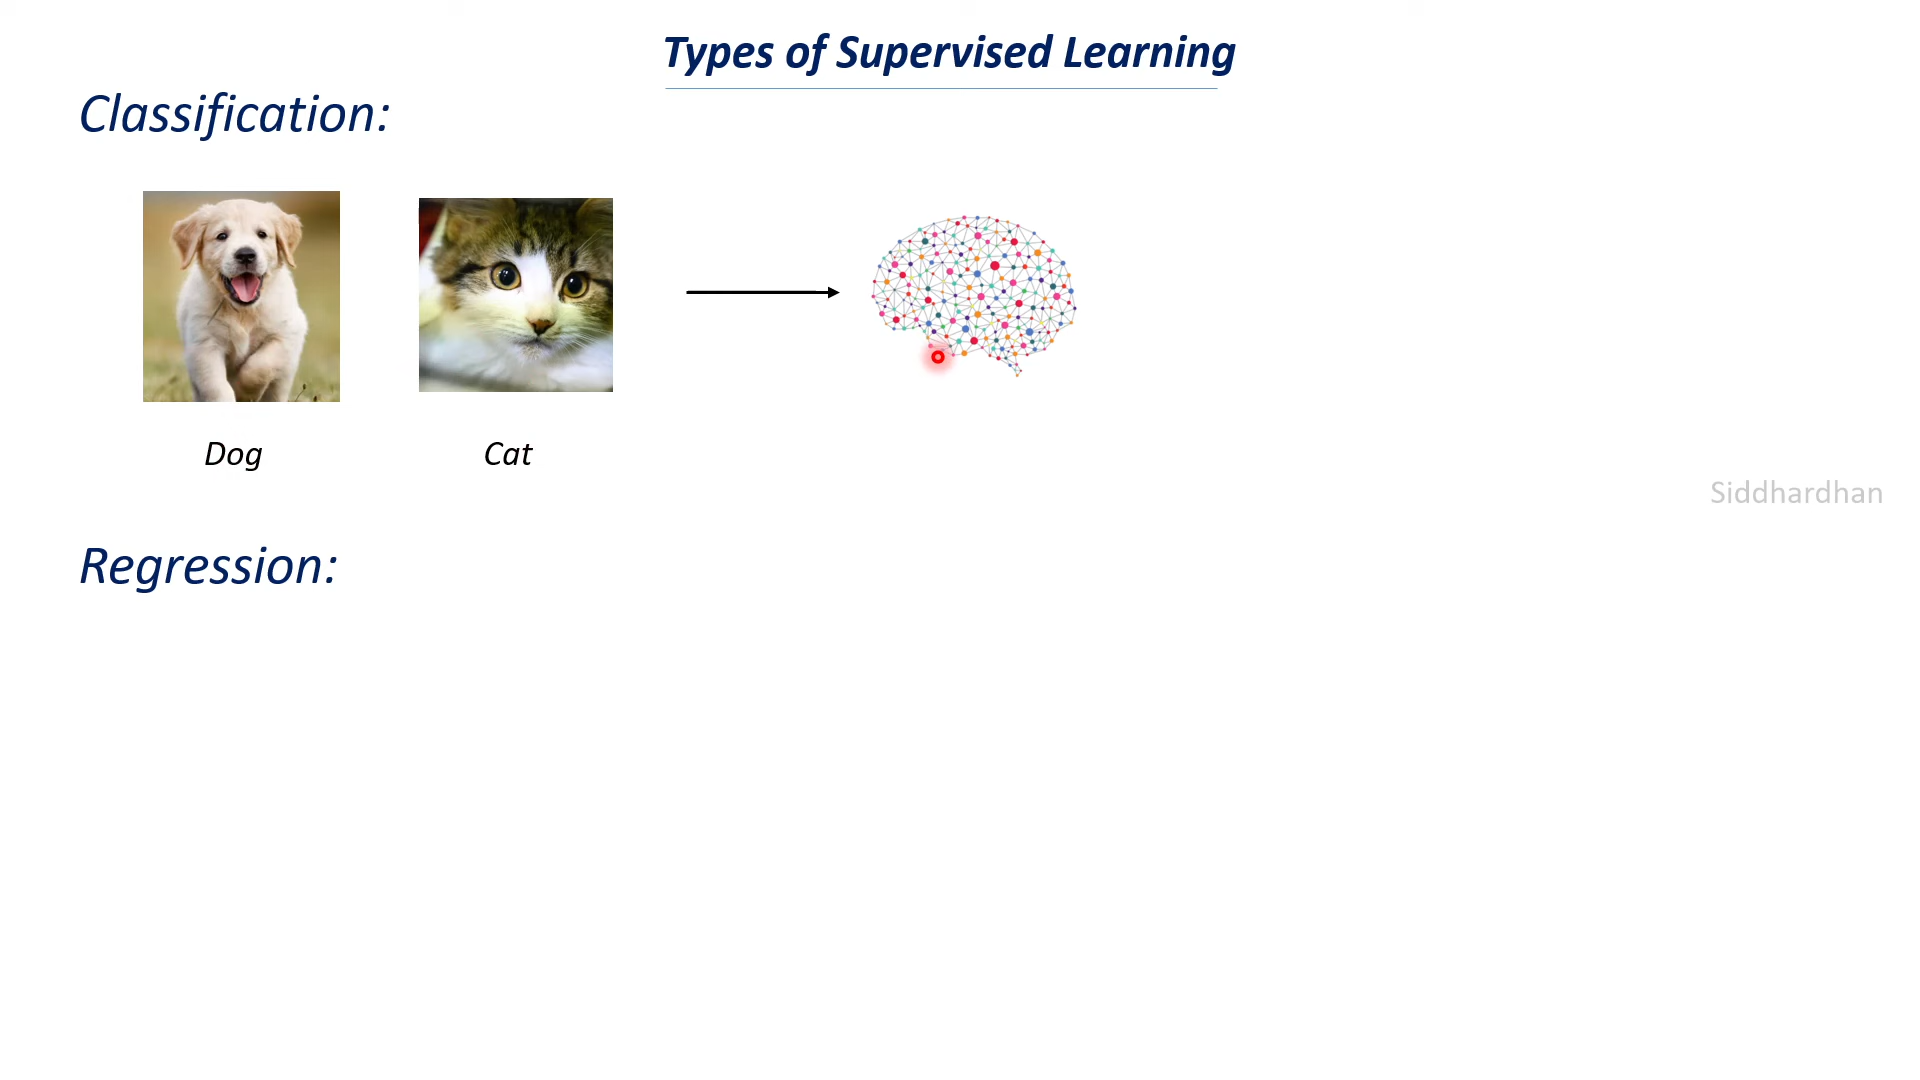 Types of Supervised Learning
Classification:
Dog
Cat
Siddhardhan
Regression: